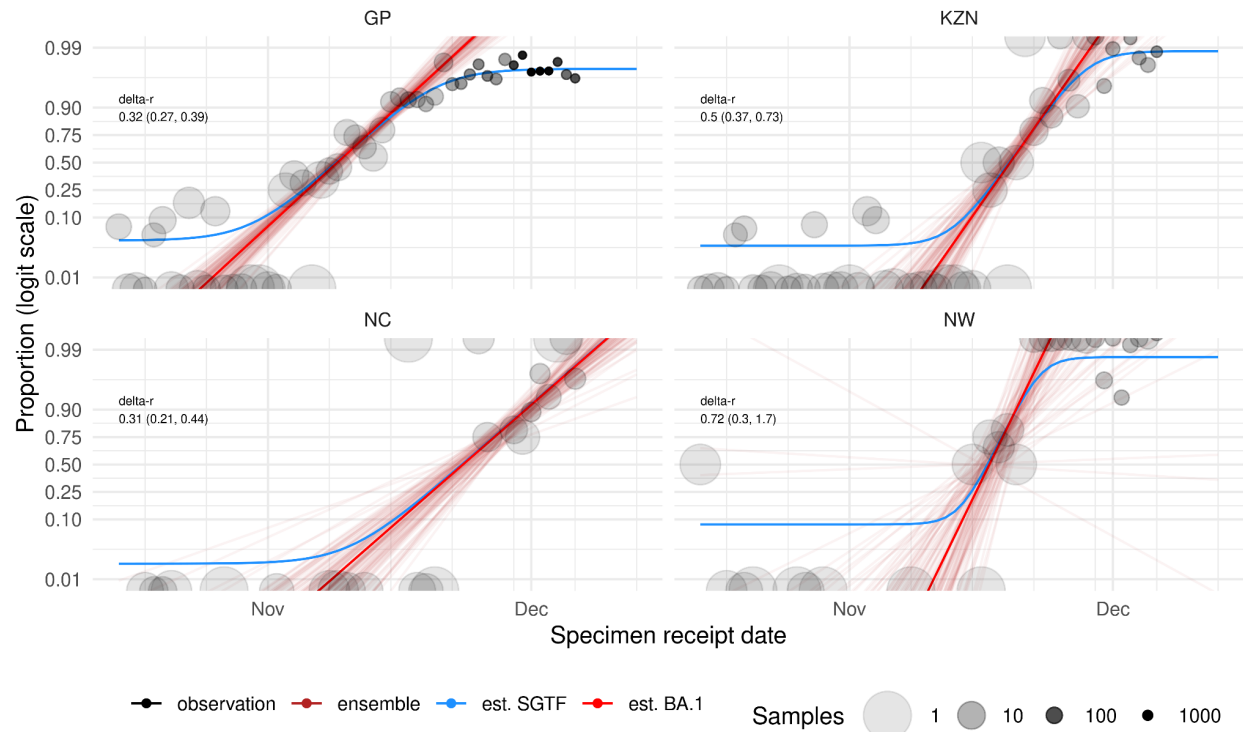 GP
KZN
0.99
0.90
0.75
0.50
0.25
0.10
0.01
delta-r
0.32 (0.27, 0.39)
delta-r
0.5 (0.37, 0.73)
NC
NW
0.99
0.90
0.75
0.50
0.25
0.10
0.01
delta-r
0.31 (0.21, 0.44)
delta-r
0.72 (0.3, 1.7)
Proportion (logit scale)
Nov
Dec
Nov
Dec
Specimen receipt date
observation
ensemble
est. SGTF
est. BA.1
Samples
1
10
100
1000